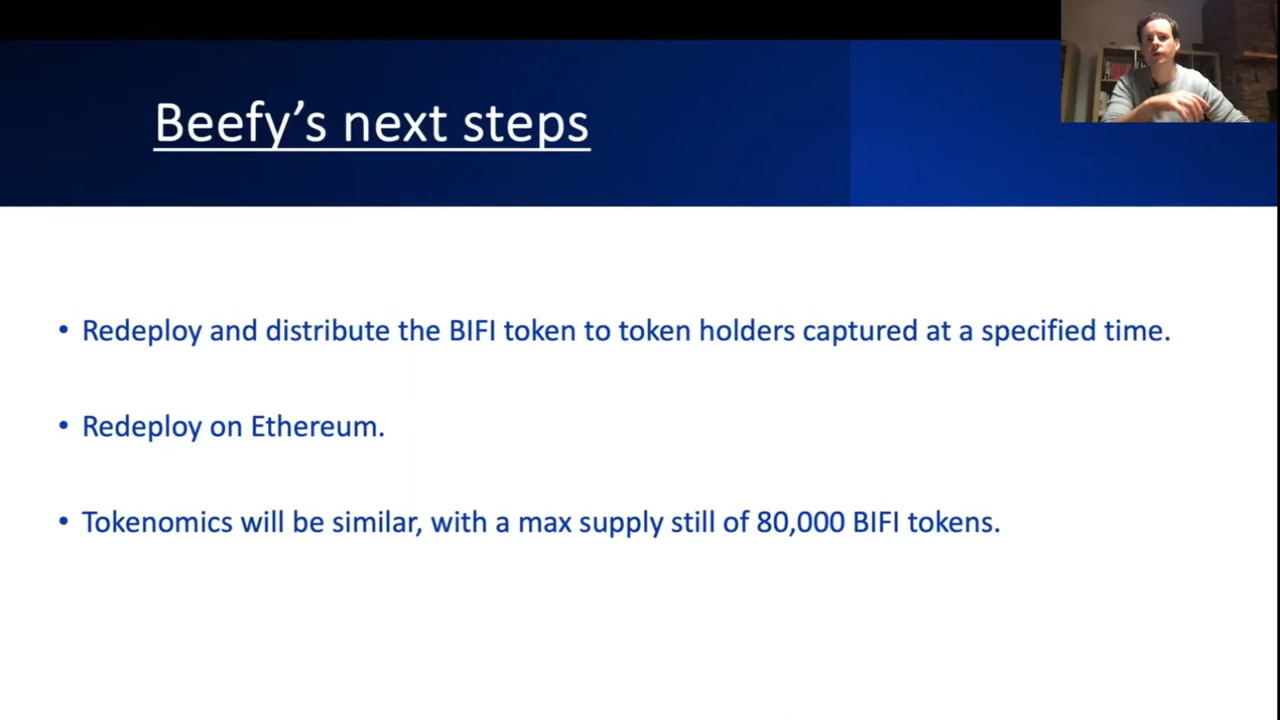 Beefy’s next steps
• Redeploy and distribute the BIFI token to token holders captured at a specified time.
• Redeploy on Ethereum.
• Tokenomics will be similar, with a max supply still of 80,000 BIFI tokens.